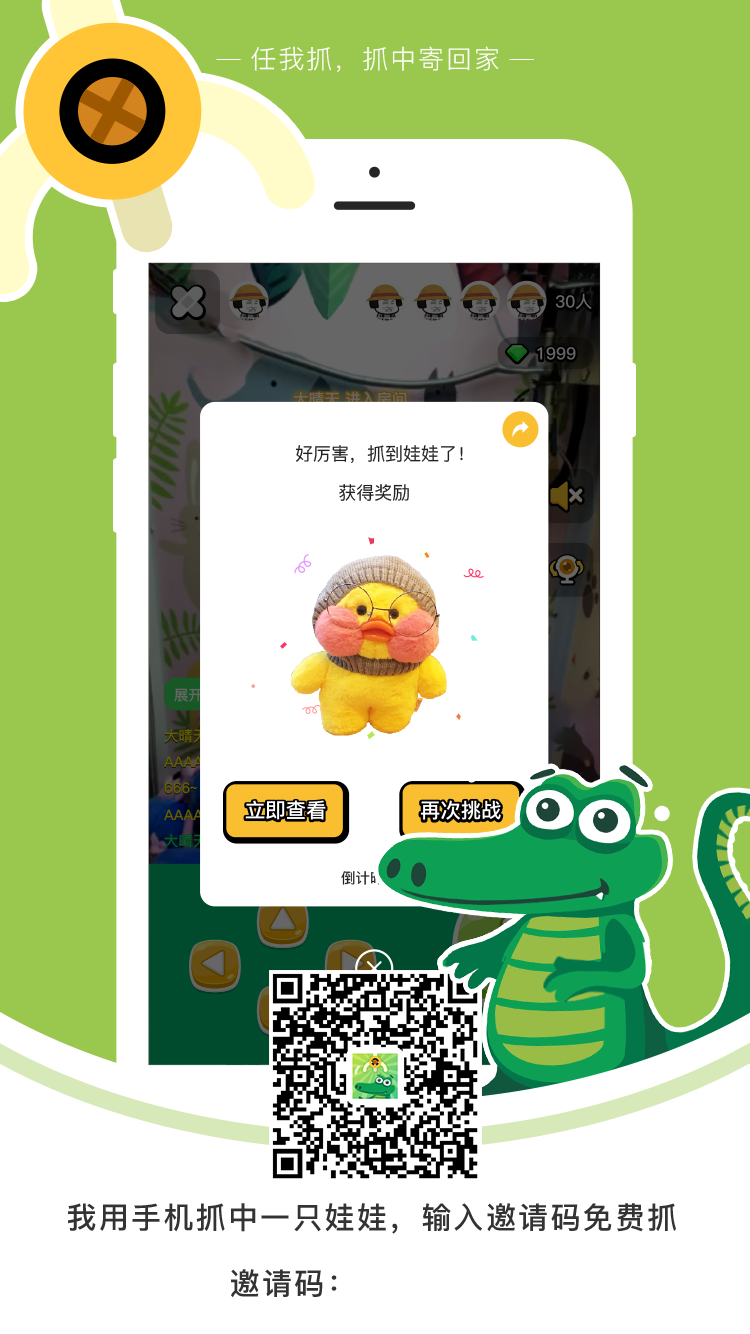 任我抓，抓中寄回家
30人
1999
大晴天 进入房间
好厉害，抓到娃娃了！
获得奖励
展开
大晴天
AAAA
666~
AAAA
大晴天
立即查看
再次挑战
倒计时
我用手机抓中一只娃娃，输入邀请码免费抓
邀请码：